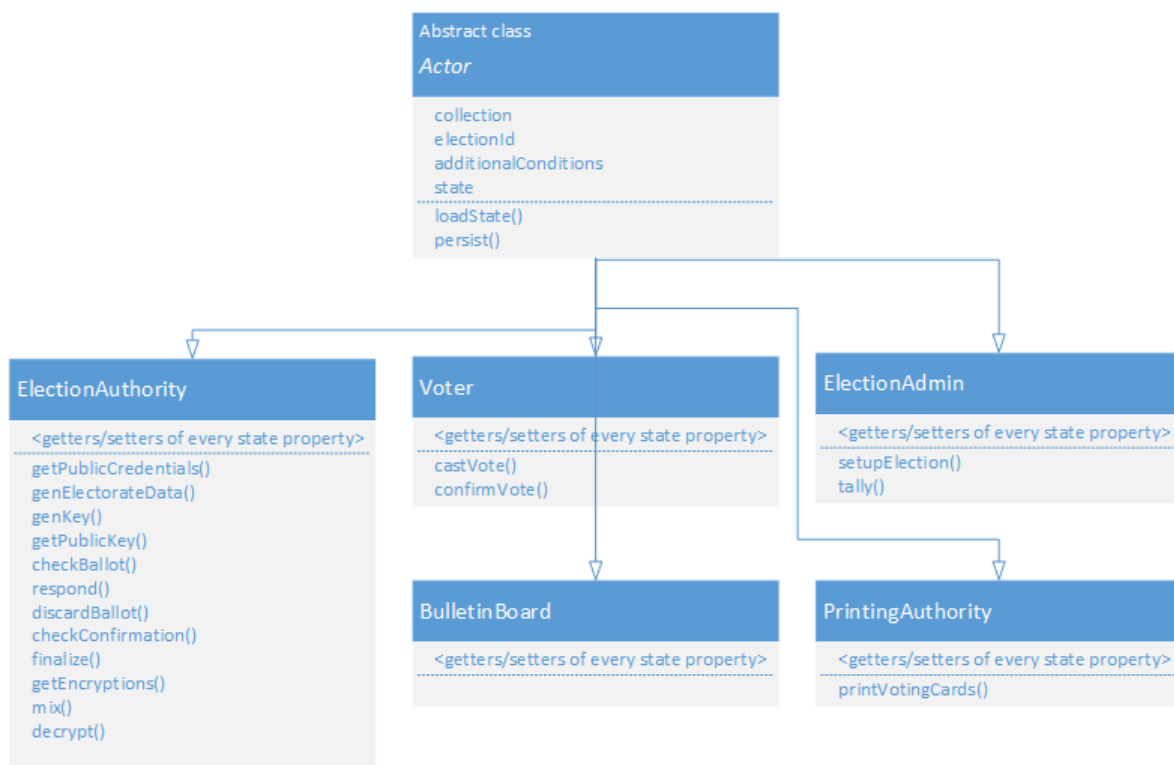 Abstract class
Actor
collection
electionId
additionalConditions
state
loadState()
persist()
ElectionAuthority
<getters/setters of every state property>
getPublicCredentials()
genElectorateData()
genKey()
getPublicKey()
checkBallot()
respond()
discardBallot()
checkConfirmation()
finalize()
getEncryptions()
mix()
decrypt()
Voter
<getters/setters of every state property>
castVote()
confirmVote()
ElectionAdmin
<getters/setters of every state property>
setupElection()
tally()
BulletinBoard
<getters/setters of every state property>
PrintingAuthority
<getters/setters of every state property>
printVotingCards()